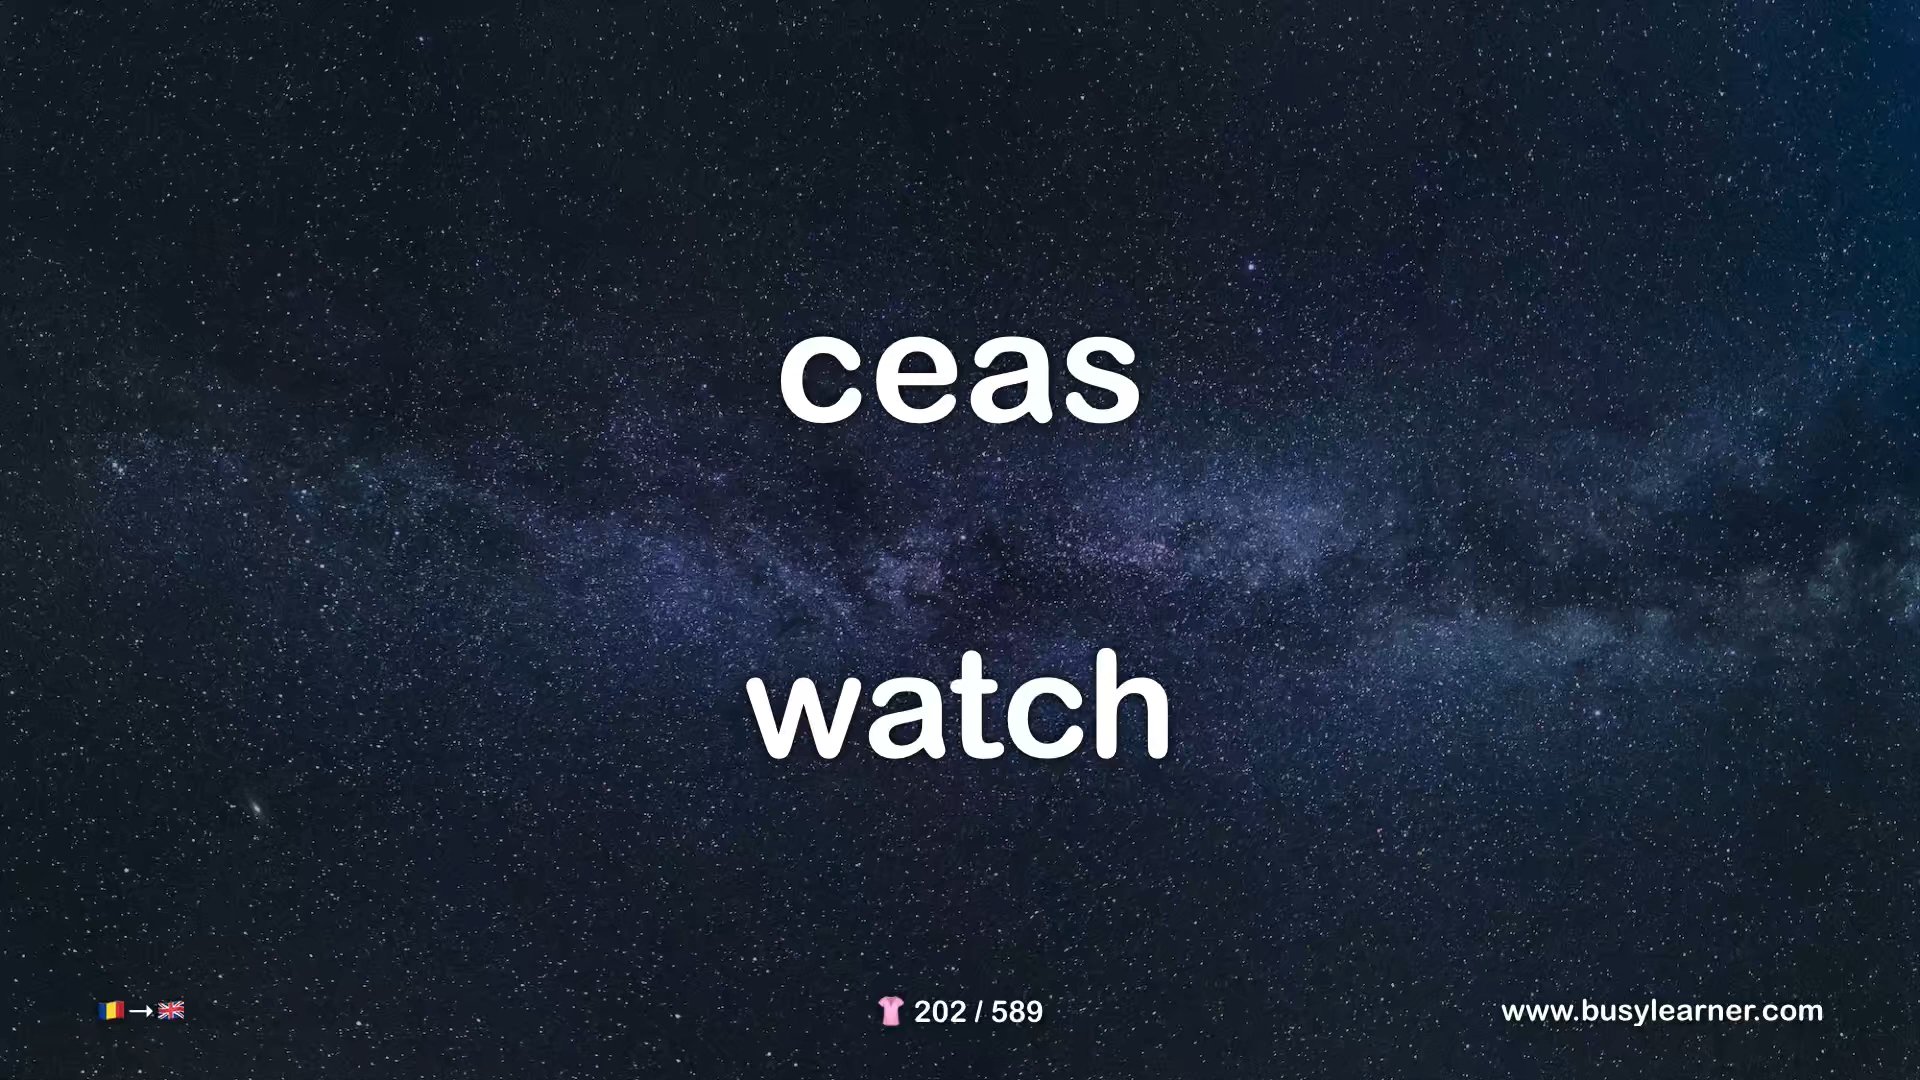 ceas
watch
🇷🇴→🇬🇧 👚 202 / 589 www.busylearner.com